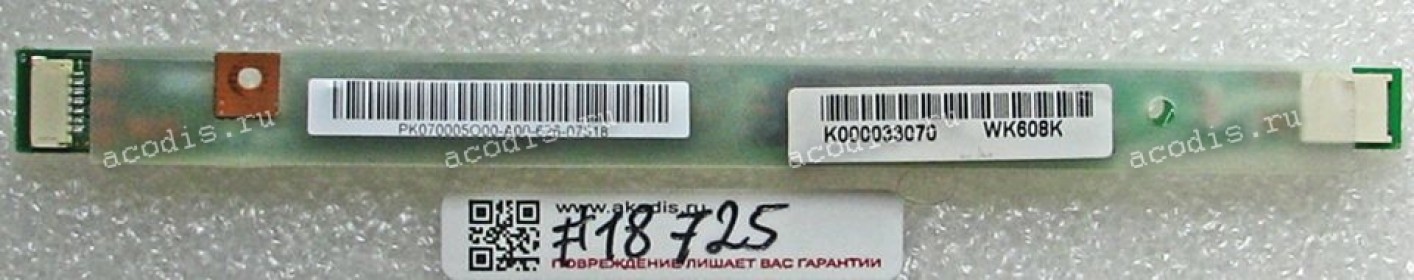 PK070005O00-A00-626-07518
K000033070 WK608K
acodis.ru acodis.ru acodis.ru acodis.ru
www.akodis.ru
#18725
ПОВРЕЖДЕНИЕ ЛИШАЕТ ВАС ГАРАНТИИ